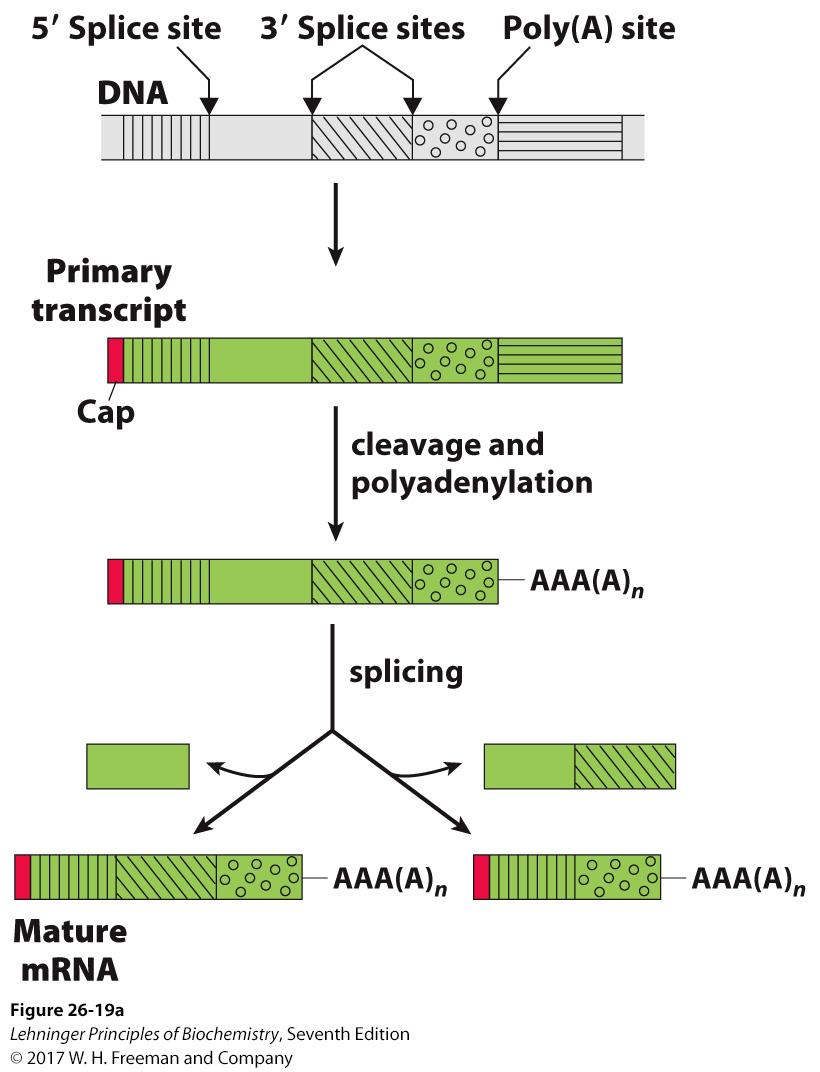 5′ Splice site 3′ Splice sites Poly(A) site
DNA
Primary
transcript
Cap
cleavage and
polyadenylation
AAA(A)n
splicing
AAA(A)n
AAA(A)n
Mature
mRNA
Figure 26-19a
Lehninger Principles of Biochemistry, Seventh Edition
© 2017 W. H. Freeman and Company